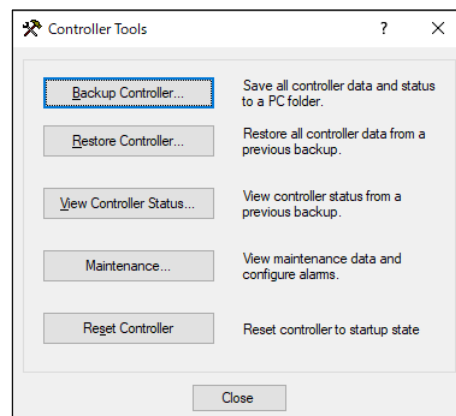 Controller Tools
?
Backup Controller...
Save all controller data and status
to a PC folder.
Restore Controller...
Restore all controller data from a
previous backup.
View Controller Status...
View controller status from a
previous backup.
Maintenance...
View maintenance data and
configure alarms.
Reset Controller
Reset controller to startup state
Close